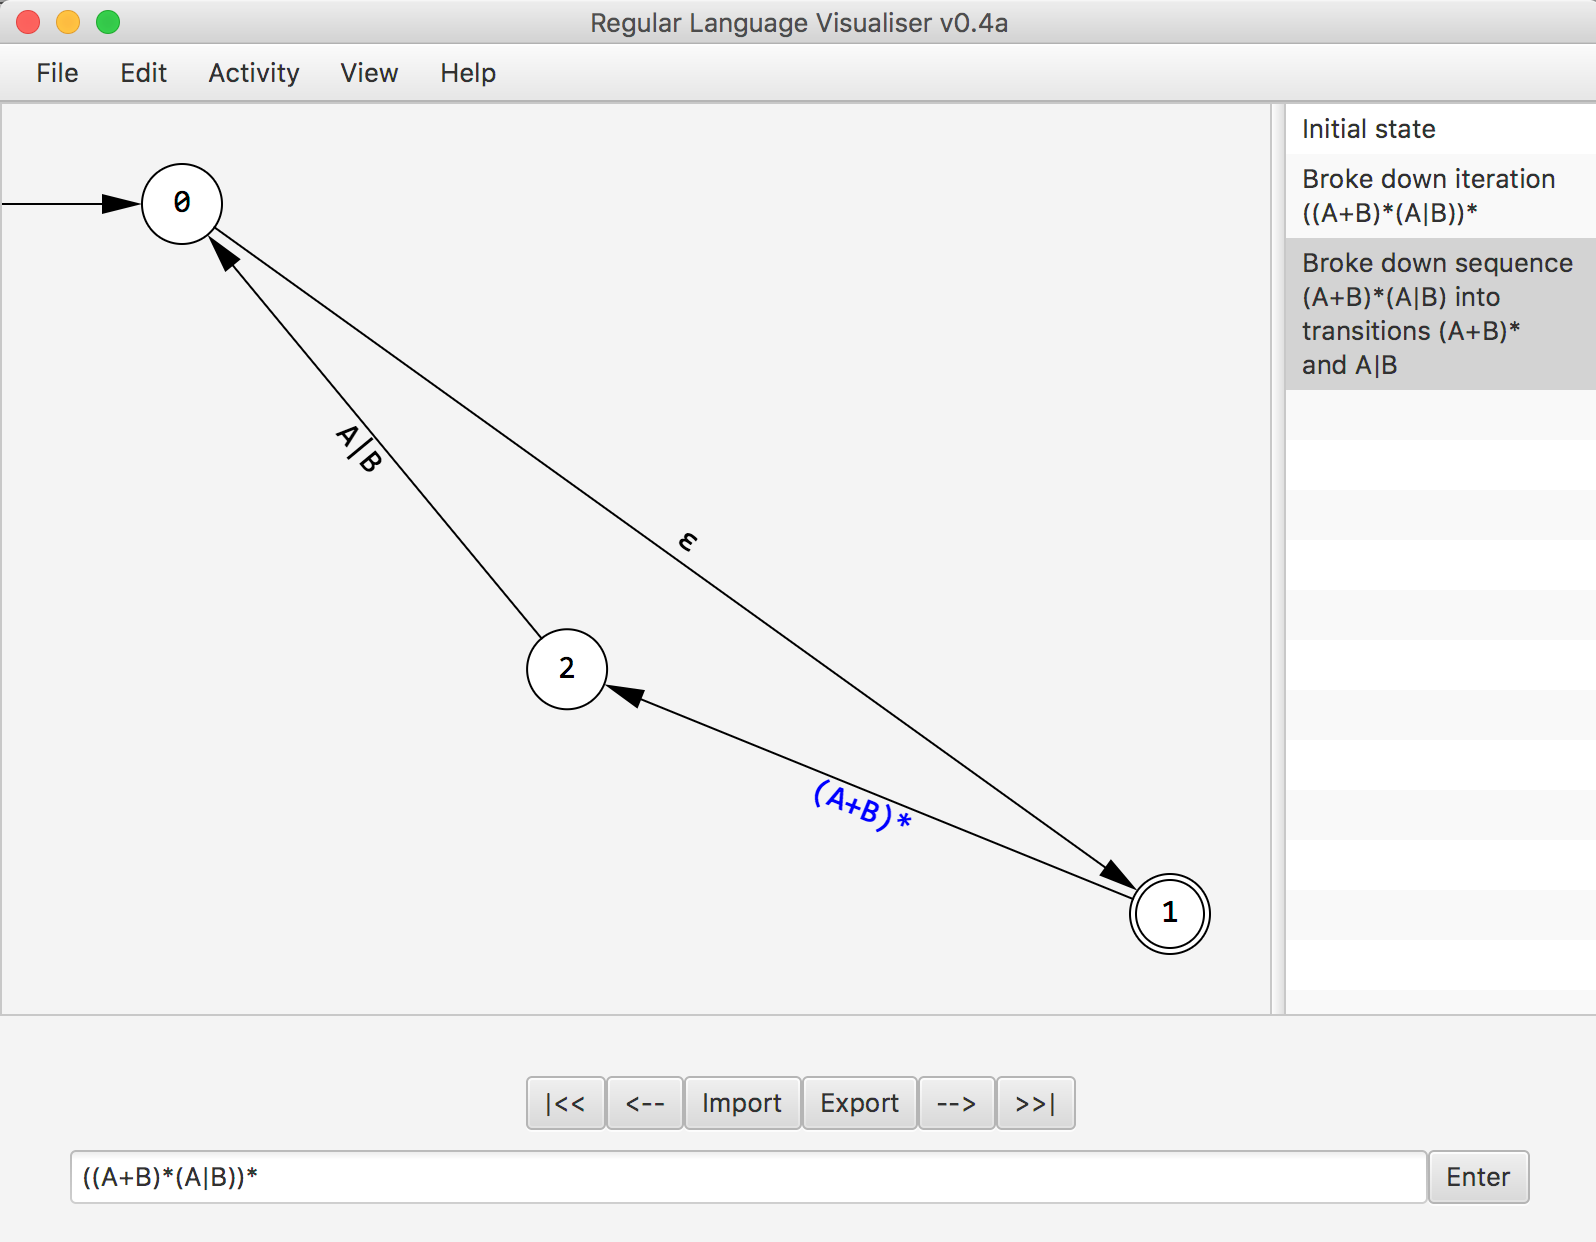 Regular Language Visualiser v0.4a
File Edit Activity View Help
Initial state
Broke down iteration
((A+B)*(A|B))*
Broke down sequence
(A+B)*(A|B) into
transitions (A+B)*
and A|B
0
A|B
ε
2
(A+B)*
1
|<< <-- Import Export --> >>|
((A+B)*(A|B))* Enter